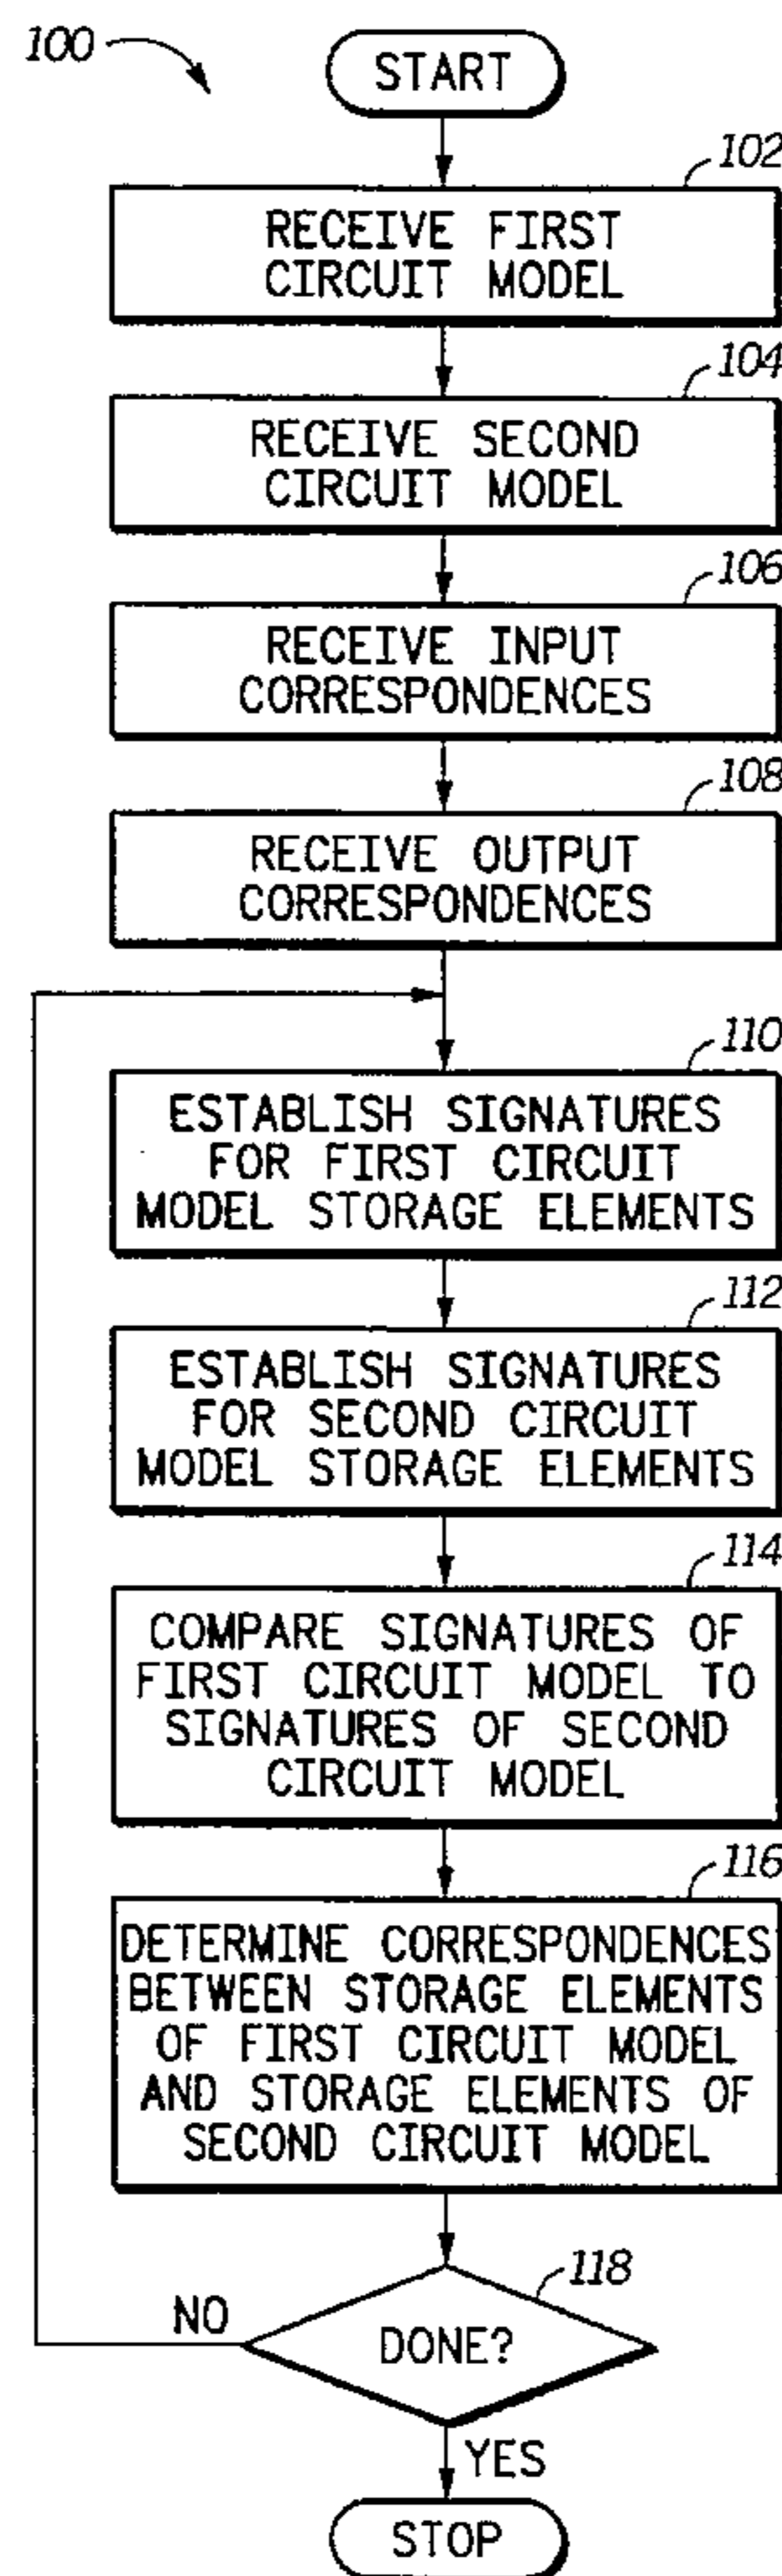 100
START
102
RECEIVE FIRST
CIRCUIT MODEL
104
RECEIVE SECOND
CIRCUIT MODEL
106
RECEIVE INPUT
CORRESPONDENCES
108
RECEIVE OUTPUT
CORRESPONDENCES
110
ESTABLISH SIGNATURES
FOR FIRST CIRCUIT
MODEL STORAGE ELEMENTS
112
ESTABLISH SIGNATURES
FOR SECOND CIRCUIT
MODEL STORAGE ELEMENTS
114
COMPARE SIGNATURES OF
FIRST CIRCUIT MODEL TO
SIGNATURES OF SECOND
CIRCUIT MODEL
116
DETERMINE CORRESPONDENCES
BETWEEN STORAGE ELEMENTS
OF FIRST CIRCUIT MODEL
AND STORAGE ELEMENTS OF
SECOND CIRCUIT MODEL
118
NO
DONE?
YES
STOP